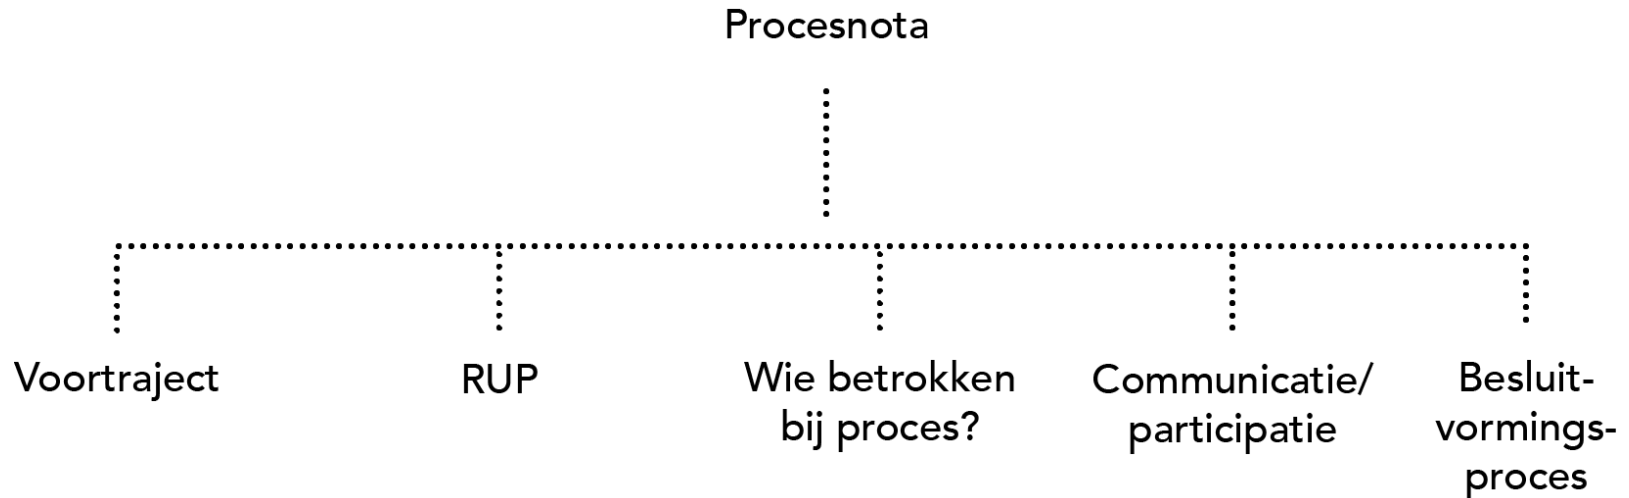 Procesnota
Voortraject
RUP
Wie betrokken
bij proces?
Communicatie/
participatie
Besluit-
vormings-
proces